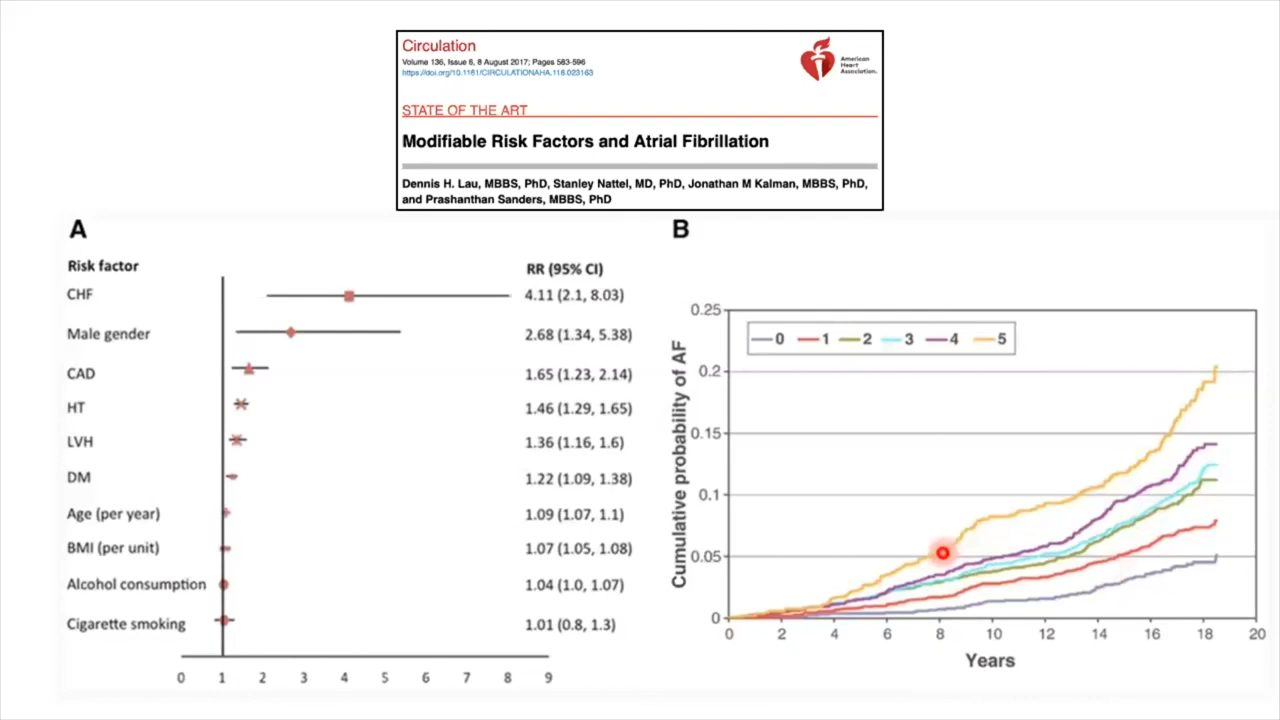 Circulation
Volume 136, Issue 6, 8 August 2017; Pages 583-596
https://doi.org/10.1161/CIRCULATIONAHA.116.023163
American
Heart
Association.
STATE OF THE ART
Modifiable Risk Factors and Atrial Fibrillation
Dennis H. Lau, MBBS, PhD, Stanley Nattel, MD, PhD, Jonathan M Kalman, MBBS, PhD,
and Prashanthan Sanders, MBBS, PhD
A
Risk factor RR (95% CI)
CHF 4.11 (2.1, 8.03)
Male gender 2.68 (1.34, 5.38)
CAD 1.65 (1.23, 2.14)
HT 1.46 (1.29, 1.65)
LVH 1.36 (1.16, 1.6)
DM 1.22 (1.09, 1.38)
Age (per year) 1.09 (1.07, 1.1)
BMI (per unit) 1.07 (1.05, 1.08)
Alcohol consumption 1.04 (1.0, 1.07)
Cigarette smoking 1.01 (0.8, 1.3)
0 1 2 3 4 5 6 7 8 9
B
0 1 2 3 4 5
Cumulative probability of AF
0.25
0.2
0.15
0.1
0.05
0
0 2 4 6 8 10 12 14 16 18 20
Years